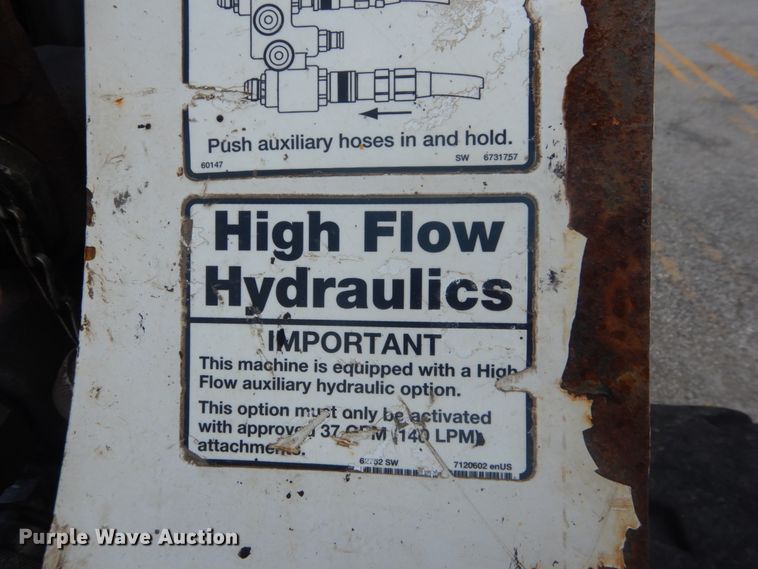 Push auxiliary hoses in and hold.
60147 SW 6731757
High Flow
Hydraulics
IMPORTANT
This machine is equipped with a High
Flow auxiliary hydraulic option.
This option must only be activated
with approved 37 GPM (140 LPM)
attachments.
62752 SW 7120602 enUS
Purple Wave Auction